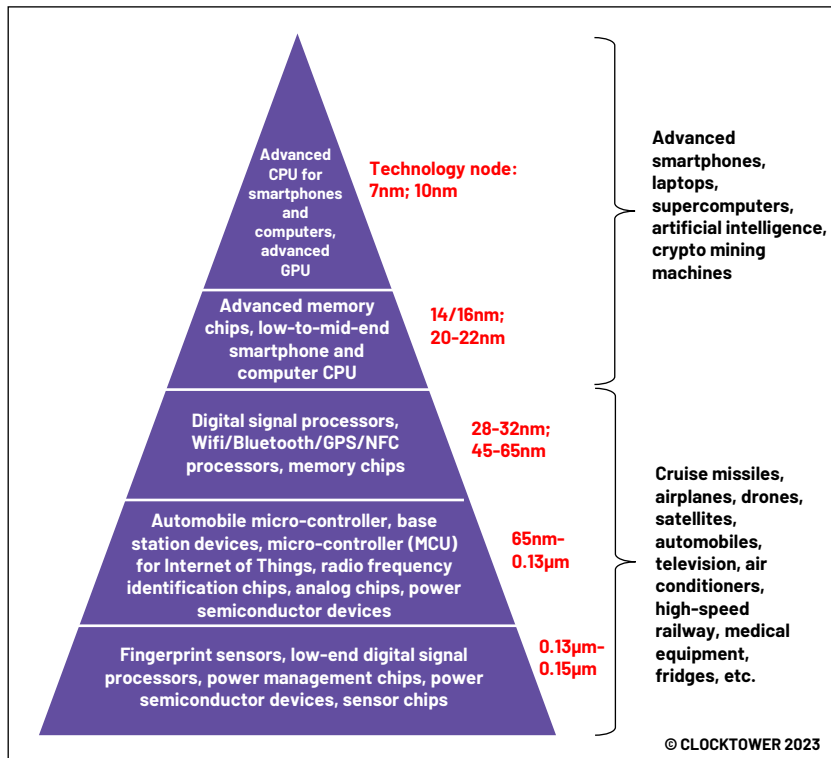 Advanced
CPU for
smartphones
and
computers,
advanced
GPU
Technology node:
7nm; 10nm
Advanced
smartphones,
laptops,
supercomputers,
artificial intelligence,
crypto mining
machines
Advanced memory
chips, low-to-mid-end
smartphone and
computer CPU
14/16nm;
20-22nm
Digital signal processors,
Wifi/Bluetooth/GPS/NFC
processors, memory chips
28-32nm;
45-65nm
Automobile micro-controller, base
station devices, micro-controller (MCU)
for Internet of Things, radio frequency
identification chips, analog chips, power
semiconductor devices
65nm-
0.13µm
Fingerprint sensors, low-end digital signal
processors, power management chips, power
semiconductor devices, sensor chips
0.13µm-
0.15µm
Cruise missiles,
airplanes, drones,
satellites,
automobiles,
television, air
conditioners,
high-speed
railway, medical
equipment,
fridges, etc.
© CLOCKTOWER 2023